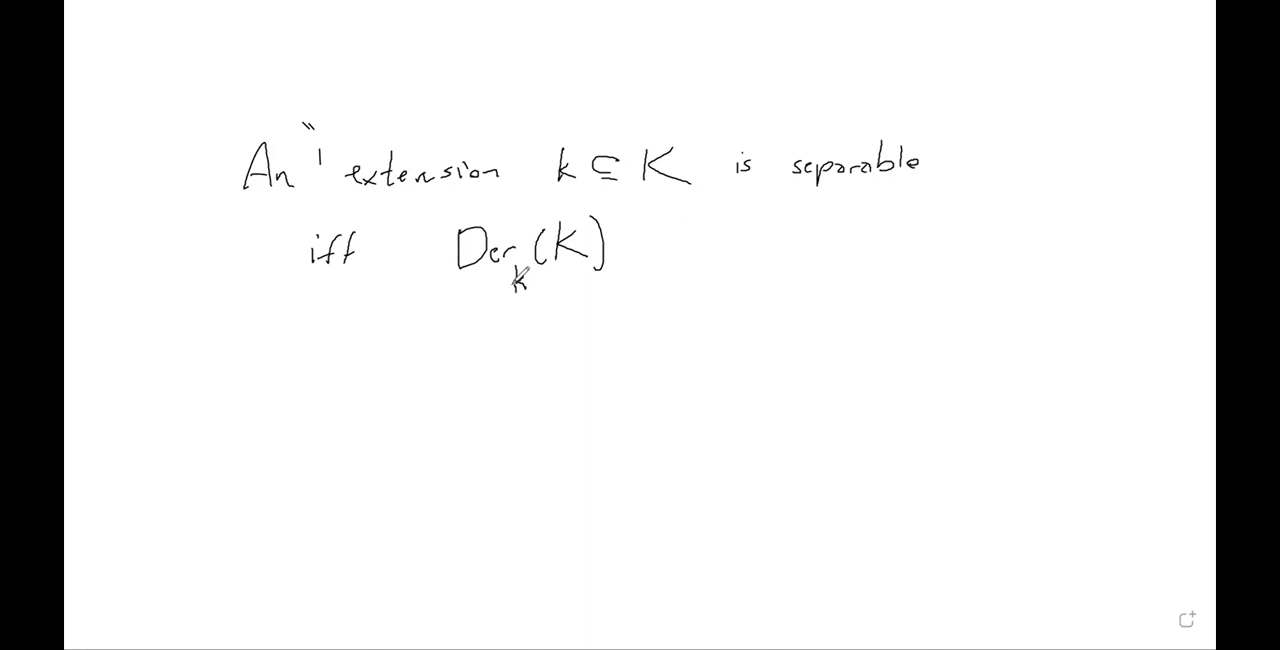 An extension k ⊆ K is separable
iff Der_k(K)